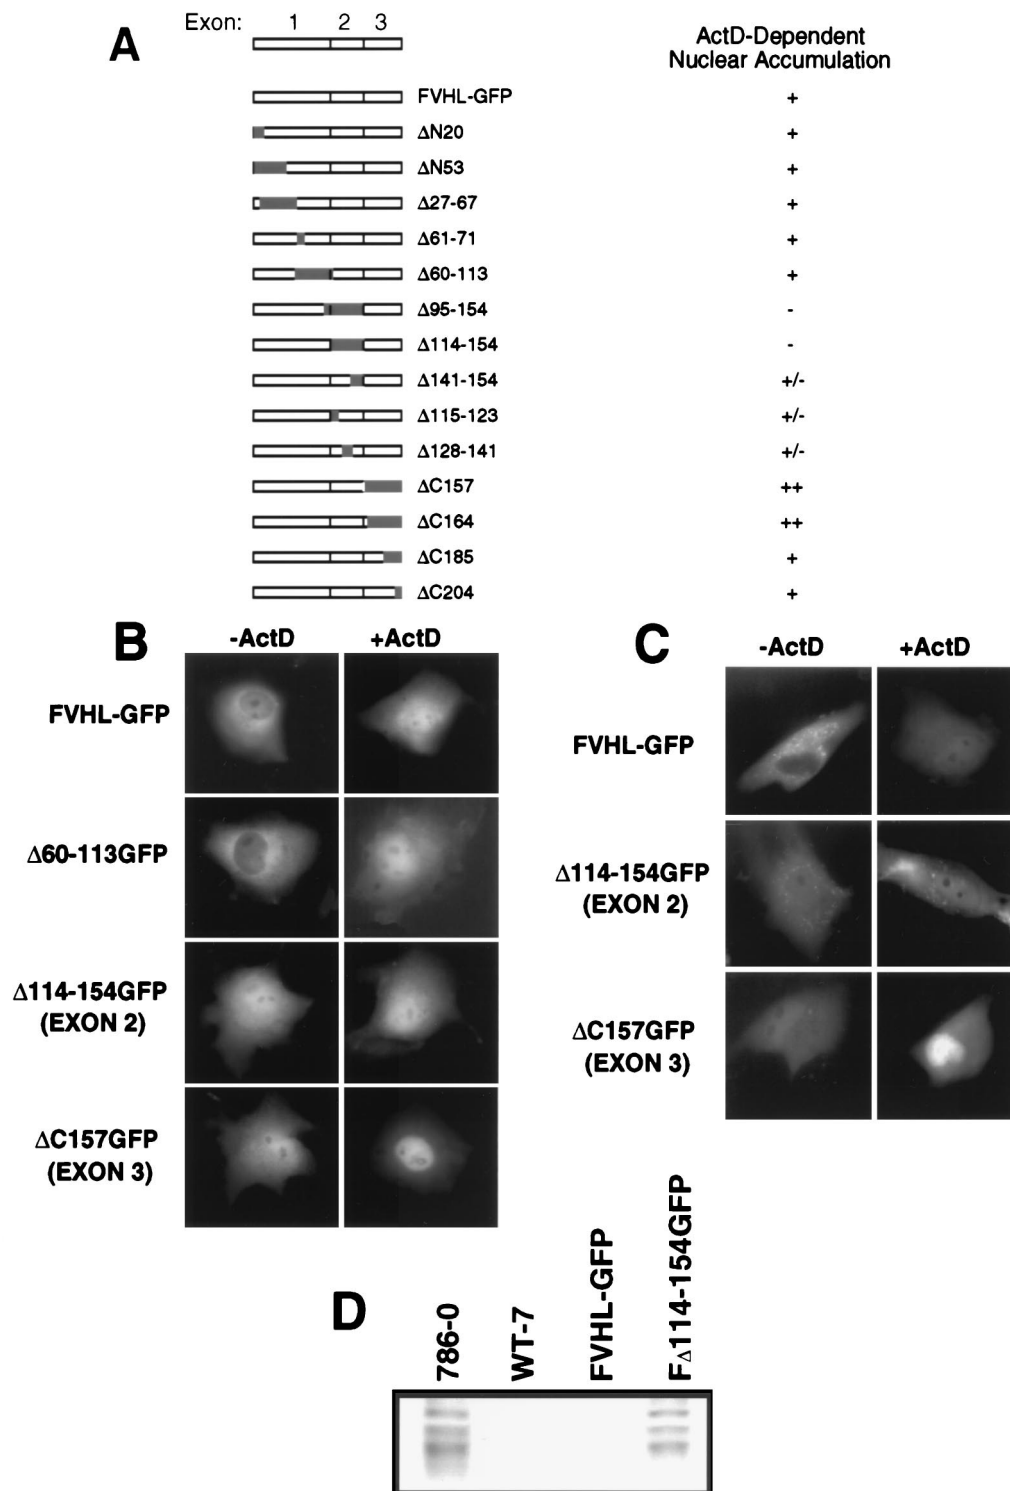 A
Exon: 1 2 3
ActD-Dependent
Nuclear Accumulation
FVHL-GFP +
ΔN20 +
ΔN53 +
Δ27-67 +
Δ61-71 +
Δ60-113 +
Δ95-154 -
Δ114-154 -
Δ141-154 +/-
Δ115-123 +/-
Δ128-141 +/-
ΔC157 ++
ΔC164 ++
ΔC185 +
ΔC204 +
B
-ActD +ActD
FVHL-GFP
Δ60-113GFP
Δ114-154GFP
(EXON 2)
ΔC157GFP
(EXON 3)
C
-ActD +ActD
FVHL-GFP
Δ114-154GFP
(EXON 2)
ΔC157GFP
(EXON 3)
D
786-0
WT-7
FVHL-GFP
FΔ114-154GFP